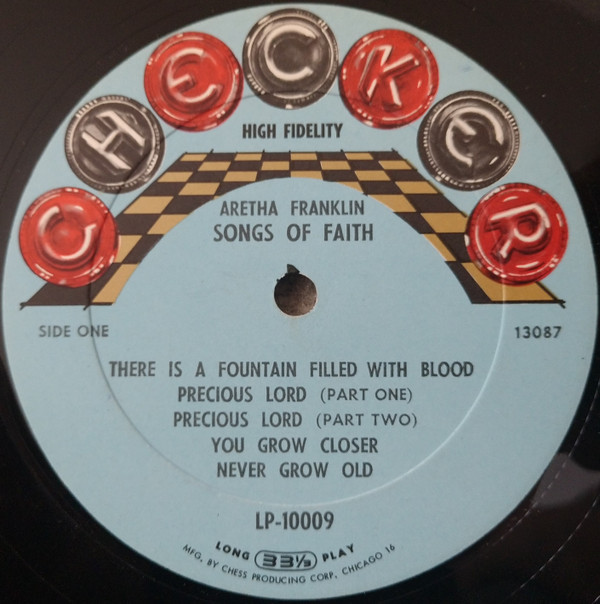 CHECKER
HIGH FIDELITY
ARETHA FRANKLIN
SONGS OF FAITH
SIDE ONE
13087
THERE IS A FOUNTAIN FILLED WITH BLOOD
PRECIOUS LORD (PART ONE)
PRECIOUS LORD (PART TWO)
YOU GROW CLOSER
NEVER GROW OLD
LP-10009
LONG 33⅓ PLAY
MFG. BY CHESS PRODUCING CORP. CHICAGO 16